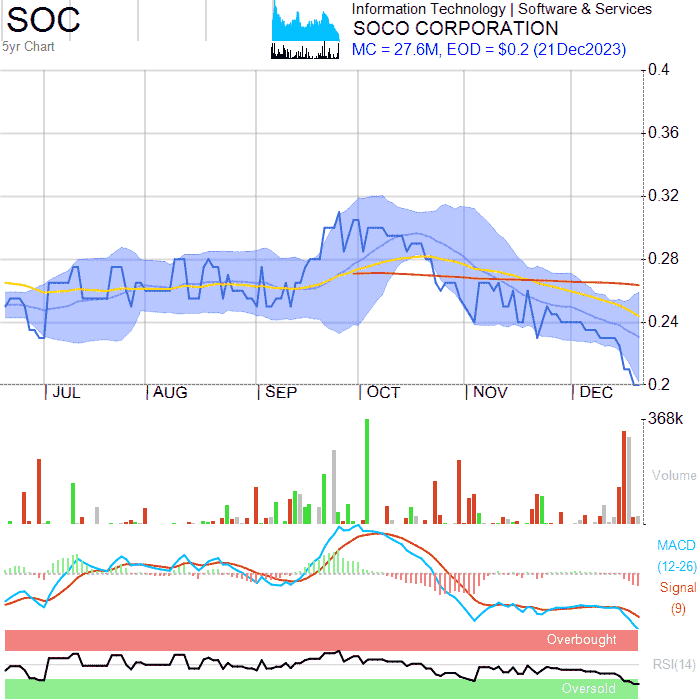 SOC
5yr Chart
Information Technology | Software & Services
SOCO CORPORATION
MC = 27.6M, EOD = $0.2 (21Dec2023)
0.4
0.36
0.32
0.28
0.24
0.2
JUL AUG SEP OCT NOV DEC
368k
Volume
MACD
(12-26)
Signal
(9)
Overbought
RSI(14)
Oversold